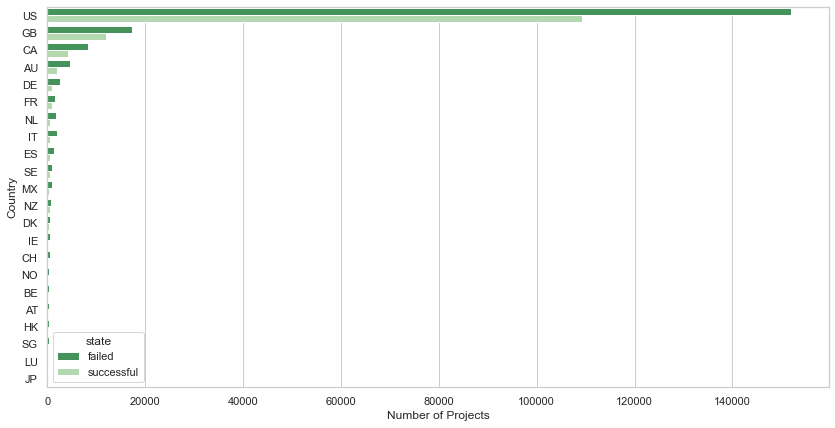 US
GB
CA
AU
DE
FR
NL
IT
ES
SE
MX
NZ
DK
IE
CH
NO
BE
AT
HK
SG
LU
JP
Country
state
failed
successful
0 20000 40000 60000 80000 100000 120000 140000
Number of Projects